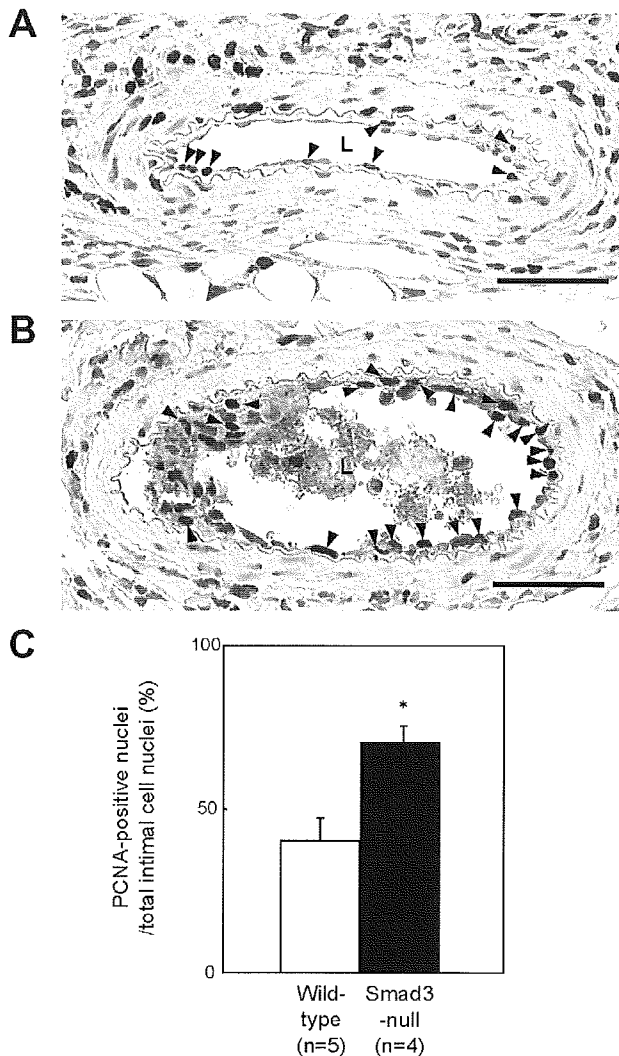 A
L
B
L
C
PCNA-positive nuclei
/total intimal cell nuclei (%)
100
50
0
*
Wild-
type
(n=5)
Smad3
-null
(n=4)